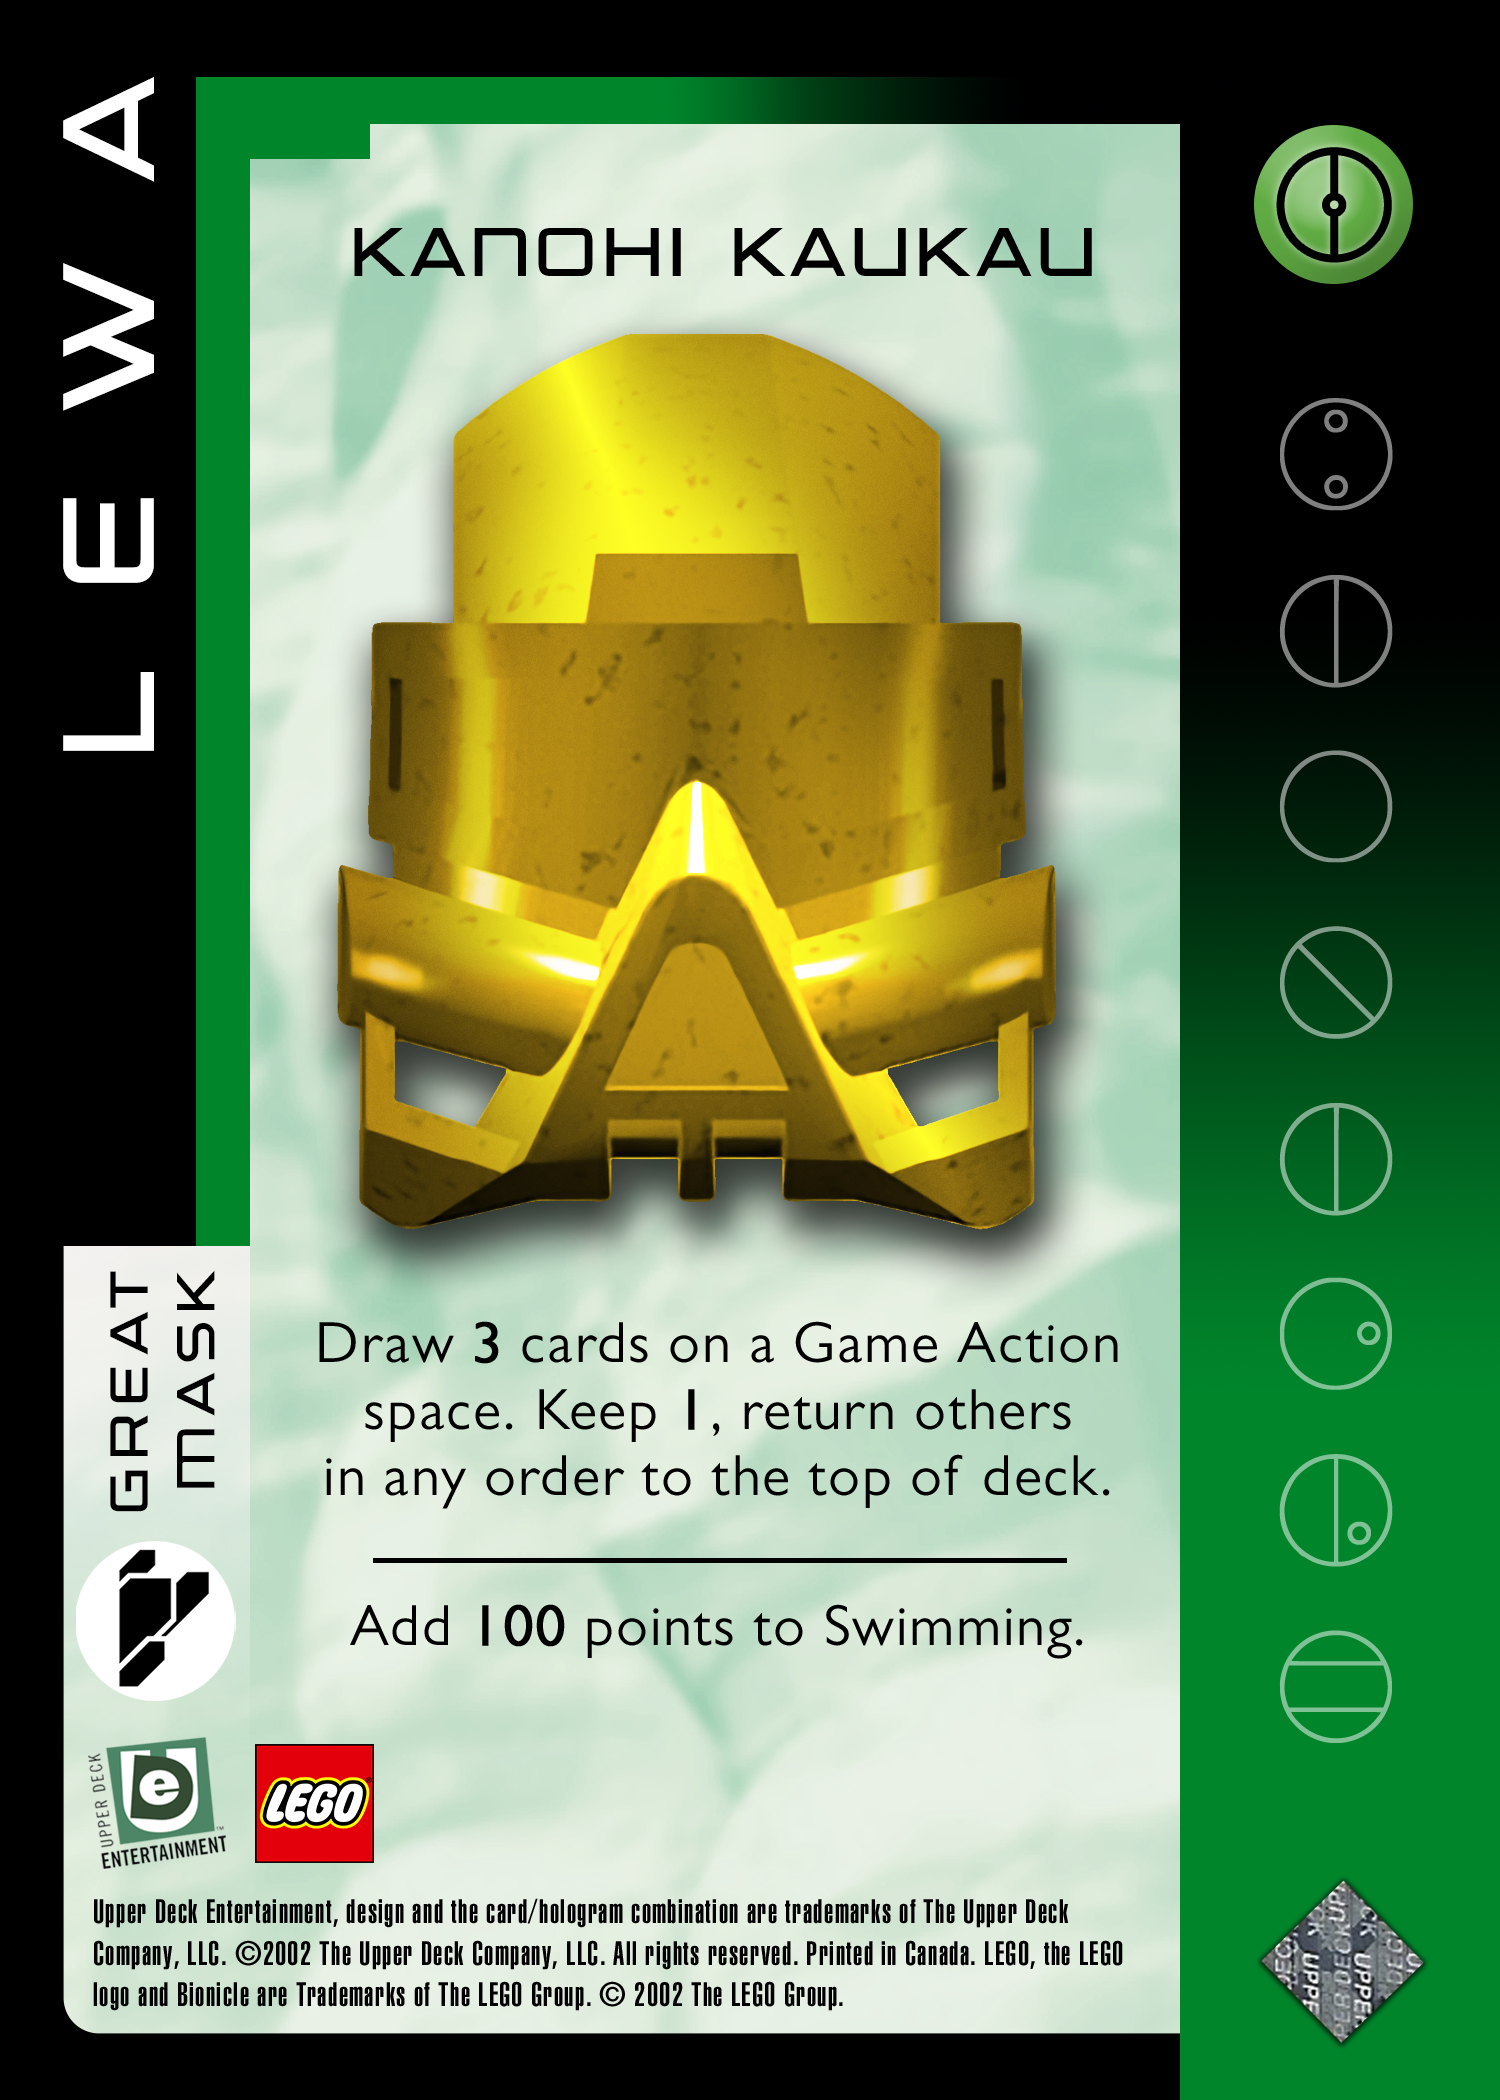 LEWA
KANOHI KAUKAU
GREAT
MASK
Draw 3 cards on a Game Action
space. Keep 1, return others
in any order to the top of deck.
Add 100 points to Swimming.
UPPER DECK
e
ENTERTAINMENT
™
LEGO
Upper Deck Entertainment, design and the card/hologram combination are trademarks of The Upper Deck
Company, LLC. ©2002 The Upper Deck Company, LLC. All rights reserved. Printed in Canada. LEGO, the LEGO
logo and Bionicle are Trademarks of The LEGO Group. © 2002 The LEGO Group.